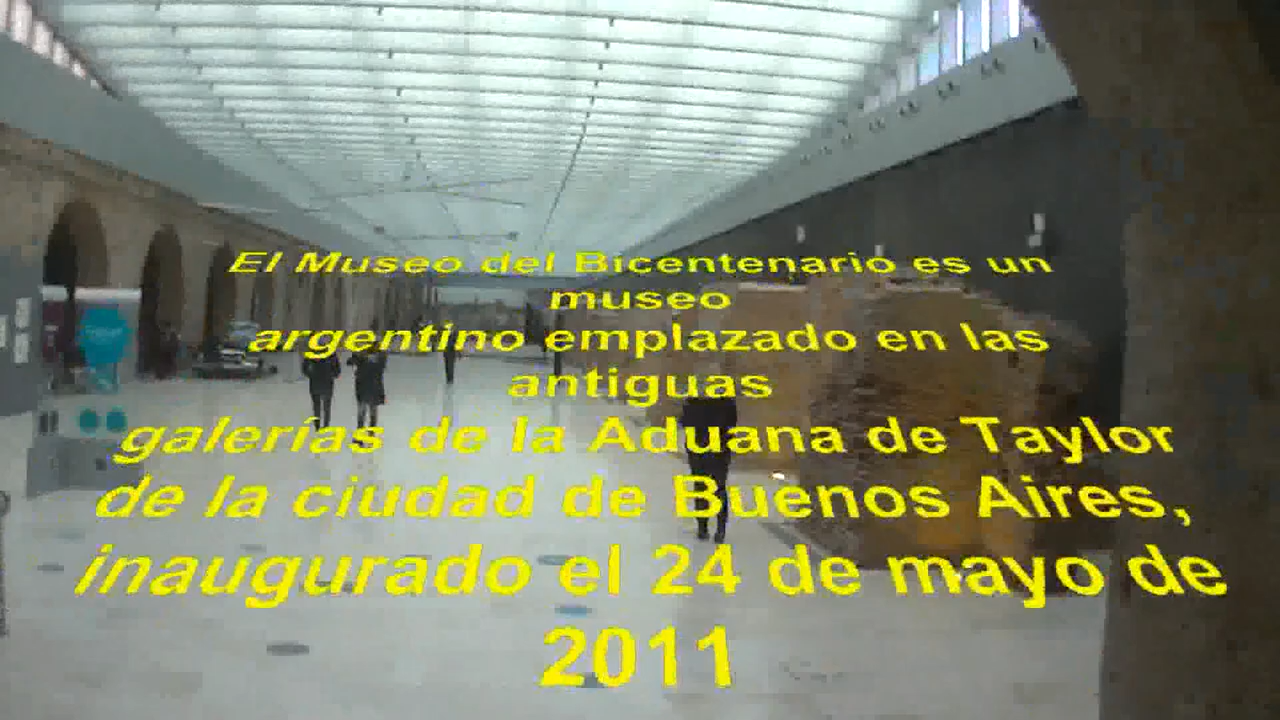 El Museo del Bicentenario es un
museo
argentino emplazado en las
antiguas
galerías de la Aduana de Taylor
de la ciudad de Buenos Aires,
inaugurado el 24 de mayo de
2011